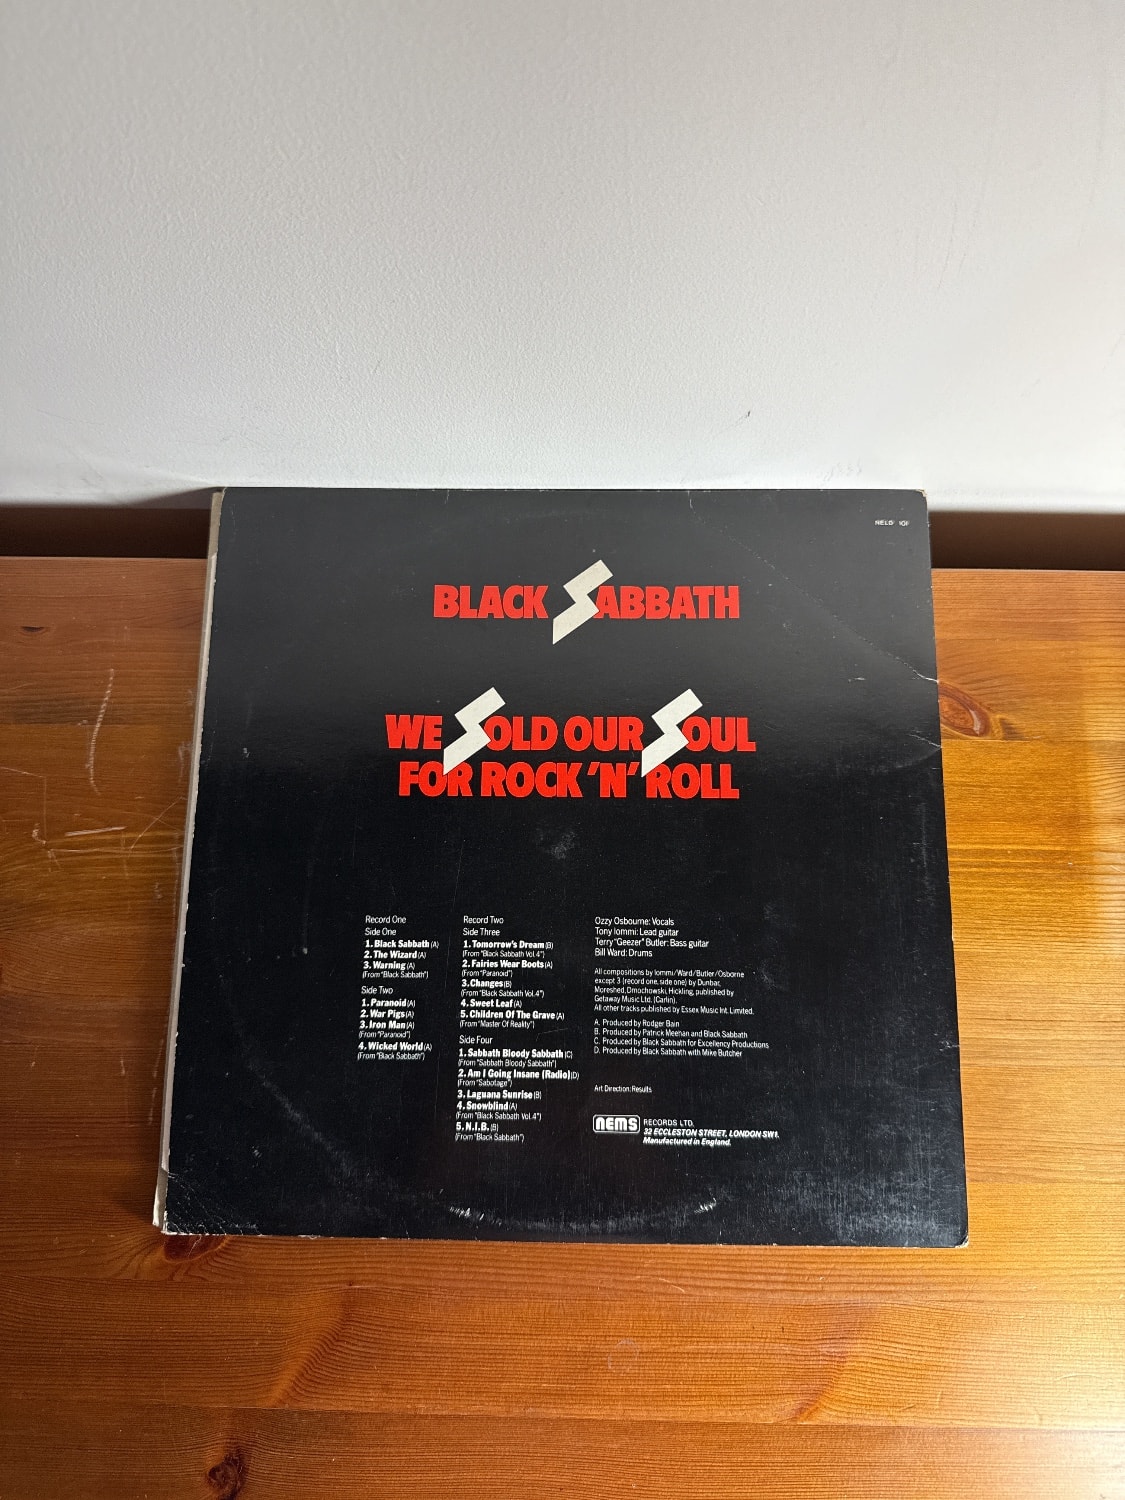 NELD 101
BLACK SABBATH
WE SOLD OUR SOUL
FOR ROCK 'N' ROLL
Record One
Side One
1. Black Sabbath (A)
2. The Wizard (A)
3. Warning (A)
(From "Black Sabbath")
Side Two
1. Paranoid (A)
2. War Pigs (A)
3. Iron Man (A)
(From "Paranoid")
4. Wicked World (A)
(From "Black Sabbath")
Record Two
Side Three
1. Tomorrow's Dream (B)
(From "Black Sabbath Vol. 4")
2. Fairies Wear Boots (A)
(From "Paranoid")
3. Changes (B)
(From "Black Sabbath Vol. 4")
4. Sweet Leaf (A)
5. Children Of The Grave (A)
(From "Master Of Reality")
Side Four
1. Sabbath Bloody Sabbath (C)
(From "Sabbath Bloody Sabbath")
2. Am I Going Insane (Radio) (D)
(From "Sabotage")
3. Laguana Sunrise (B)
4. Snowblind (A)
(From "Black Sabbath Vol. 4")
5. N.I.B. (B)
(From "Black Sabbath")
Ozzy Osbourne: Vocals
Tony Iommi: Lead guitar
Terry "Geezer" Butler: Bass guitar
Bill Ward: Drums
All compositions by Iommi/Ward/Butler/Osborne
except 3 (record one, side one) by Dunbar,
Moreshed, Dmochowski, Hickling, published by
Getaway Music Ltd. (Carlin).
All other tracks published by Essex Music Int. Limited.
A. Produced by Rodger Bain
B. Produced by Patrick Meenan and Black Sabbath
C. Produced by Black Sabbath for Excellency Productions
D. Produced by Black Sabbath with Mike Butcher
Art Direction: Results
nems RECORDS LTD.
32 ECCLESTON STREET, LONDON SW1.
Manufactured in England.